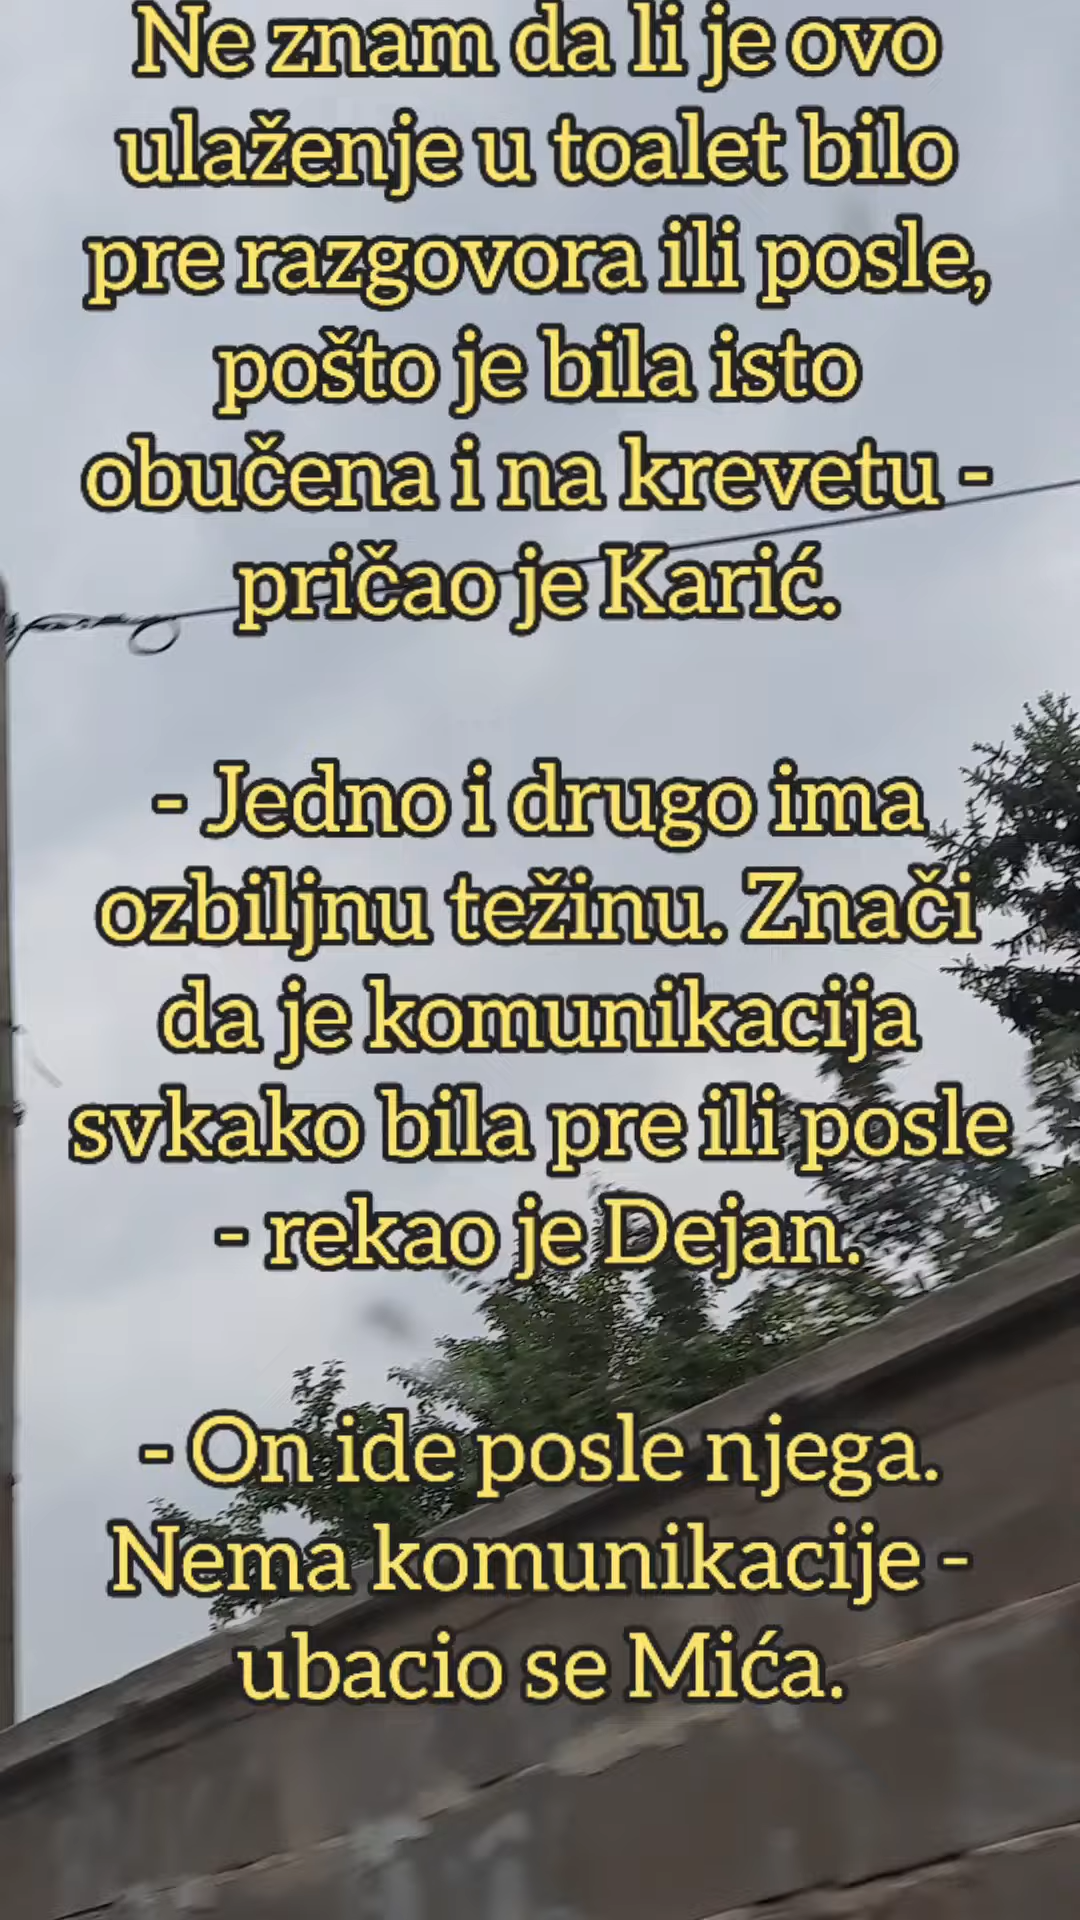 Ne znam da li je ovo
ulaženje u toalet bilo
pre razgovora ili posle,
pošto je bila isto
obučena i na krevetu -
pričao je Karić.
- Jedno i drugo ima
ozbiljnu težinu. Znači
da je komunikacija
svkako bila pre ili posle
- rekao je Dejan.
- On ide posle njega.
Nema komunikacije -
ubacio se Mića.